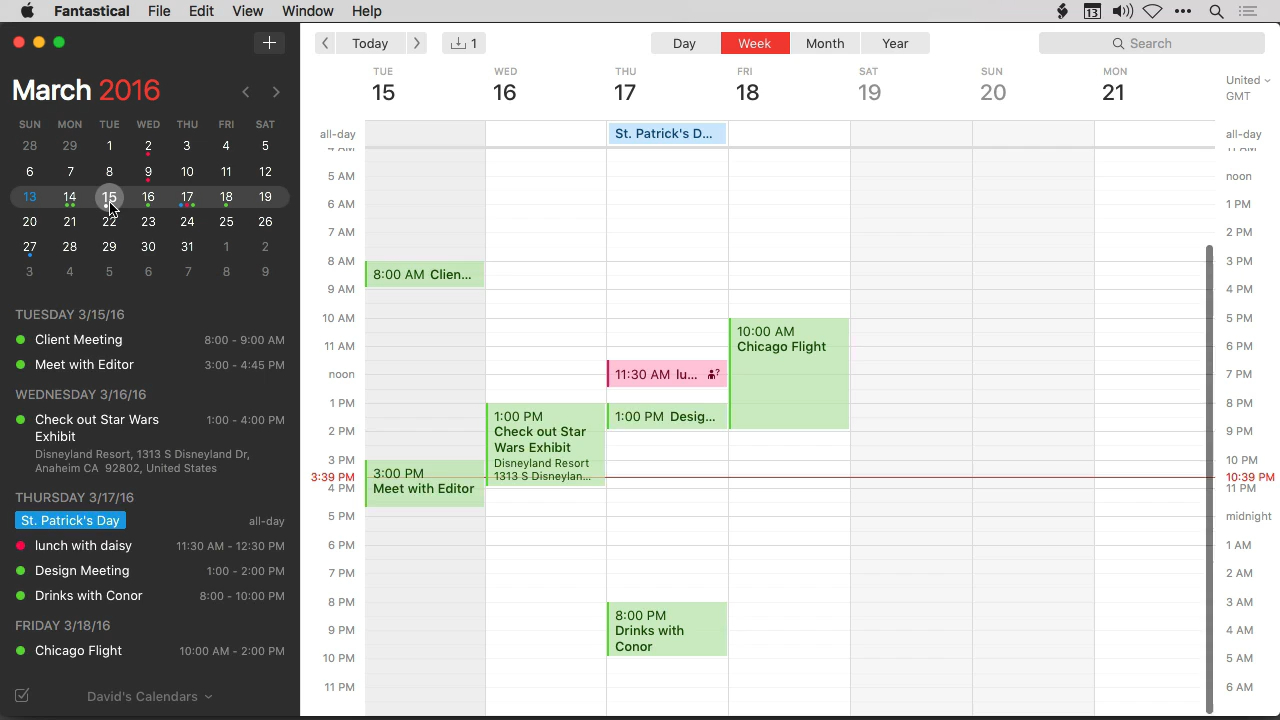 Fantastical File Edit View Window Help 13
Today 1 Day Week Month Year Search
March 2016
SUN MON TUE WED THU FRI SAT
28 29 1 2 3 4 5
6 7 8 9 10 11 12
13 14 15 16 17 18 19
20 21 22 23 24 25 26
27 28 29 30 31 1 2
3 4 5 6 7 8 9
TUESDAY 3/15/16
Client Meeting 8:00 - 9:00 AM
Meet with Editor 3:00 - 4:45 PM
WEDNESDAY 3/16/16
Check out Star Wars 1:00 - 4:00 PM
Exhibit
Disneyland Resort, 1313 S Disneyland Dr,
Anaheim CA 92802, United States
THURSDAY 3/17/16
St. Patrick's Day all-day
lunch with daisy 11:30 AM - 12:30 PM
Design Meeting 1:00 - 2:00 PM
Drinks with Conor 8:00 - 10:00 PM
FRIDAY 3/18/16
Chicago Flight 10:00 AM - 2:00 PM
David's Calendars
TUE WED THU FRI SAT SUN MON
15 16 17 18 19 20 21
United
GMT
all-day St. Patrick's D... all-day
4 AM 11 AM
5 AM noon
6 AM 1 PM
7 AM 2 PM
8 AM 3 PM
8:00 AM Clien...
9 AM 4 PM
10 AM 5 PM
10:00 AM
Chicago Flight
11 AM 6 PM
noon 11:30 AM lu... 7 PM
1 PM 8 PM
1:00 PM
Check out Star
Wars Exhibit
Disneyland Resort
1313 S Disneylan...
1:00 PM Desig...
2 PM 9 PM
3 PM 10 PM
3:00 PM
Meet with Editor
3:39 PM 10:39 PM
4 PM 11 PM
5 PM midnight
6 PM 1 AM
7 PM 2 AM
8 PM 3 AM
8:00 PM
Drinks with
Conor
9 PM 4 AM
10 PM 5 AM
11 PM 6 AM